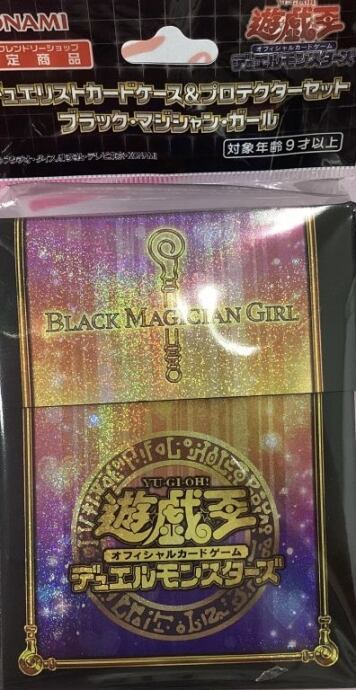 KONAMI
遊戯王
オフィシャルカードゲーム
デュエルモンスターズ
フレンドリーショップ
定商品
ュエリストカードケース&プロテクターセット
ブラック・マジシャン・ガール
対象年齢9才以上
BLACK MAGICIAN GIRL
YU-GI-OH!
遊戯王
オフィシャルカードゲーム
デュエルモンスターズ